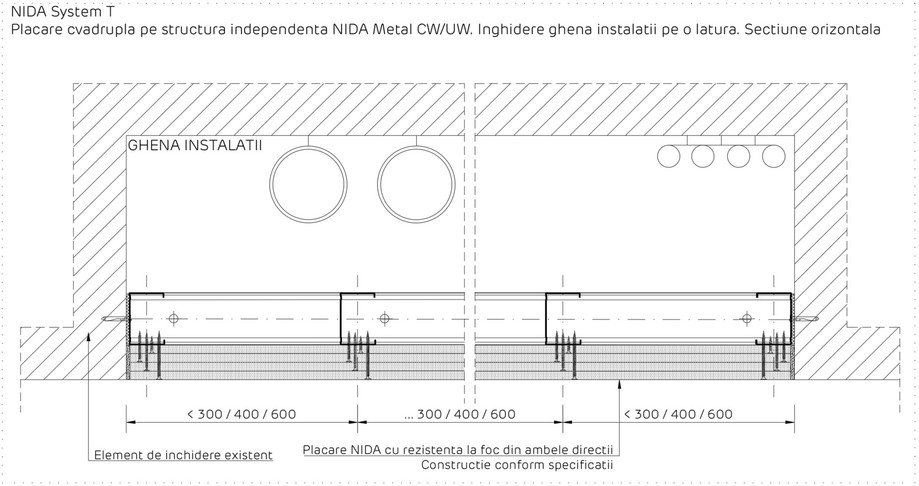 NIDA System T
Placare cvadrupla pe structura independenta NIDA Metal CW/UW. Inghidere ghena instalatii pe o latura. Sectiune orizontala
GHENA INSTALATII
< 300 / 400 / 600
... 300 / 400 / 600
< 300 / 400 / 600
Element de inchidere existent
Placare NIDA cu rezistenta la foc din ambele directii
Constructie conform specificatii